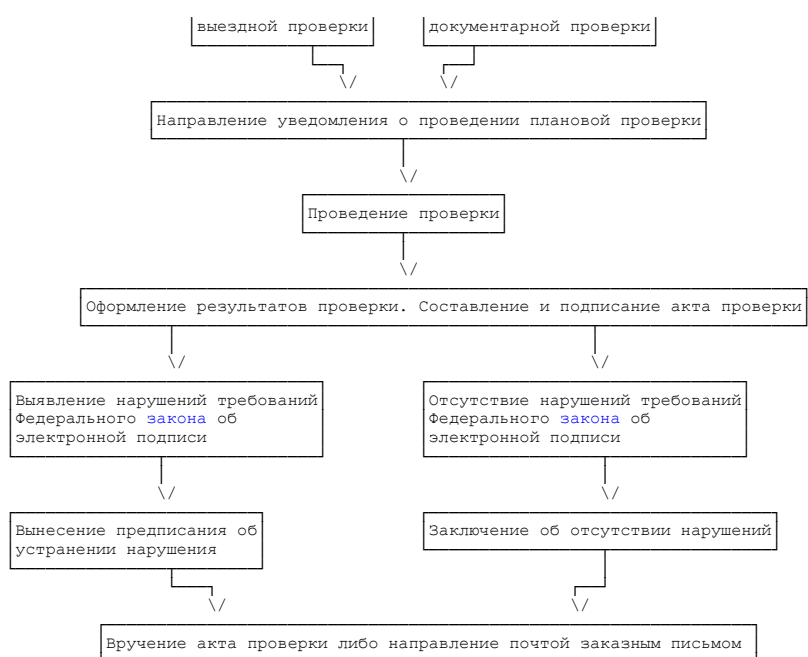 выездной проверки документарной проверки
Направление уведомления о проведении плановой проверки
Проведение проверки
Оформление результатов проверки. Составление и подписание акта проверки
Выявление нарушений требований
Федерального закона об
электронной подписи
Отсутствие нарушений требований
Федерального закона об
электронной подписи
Вынесение предписания об
устранении нарушения
Заключение об отсутствии нарушений
Вручение акта проверки либо направление почтой заказным письмом